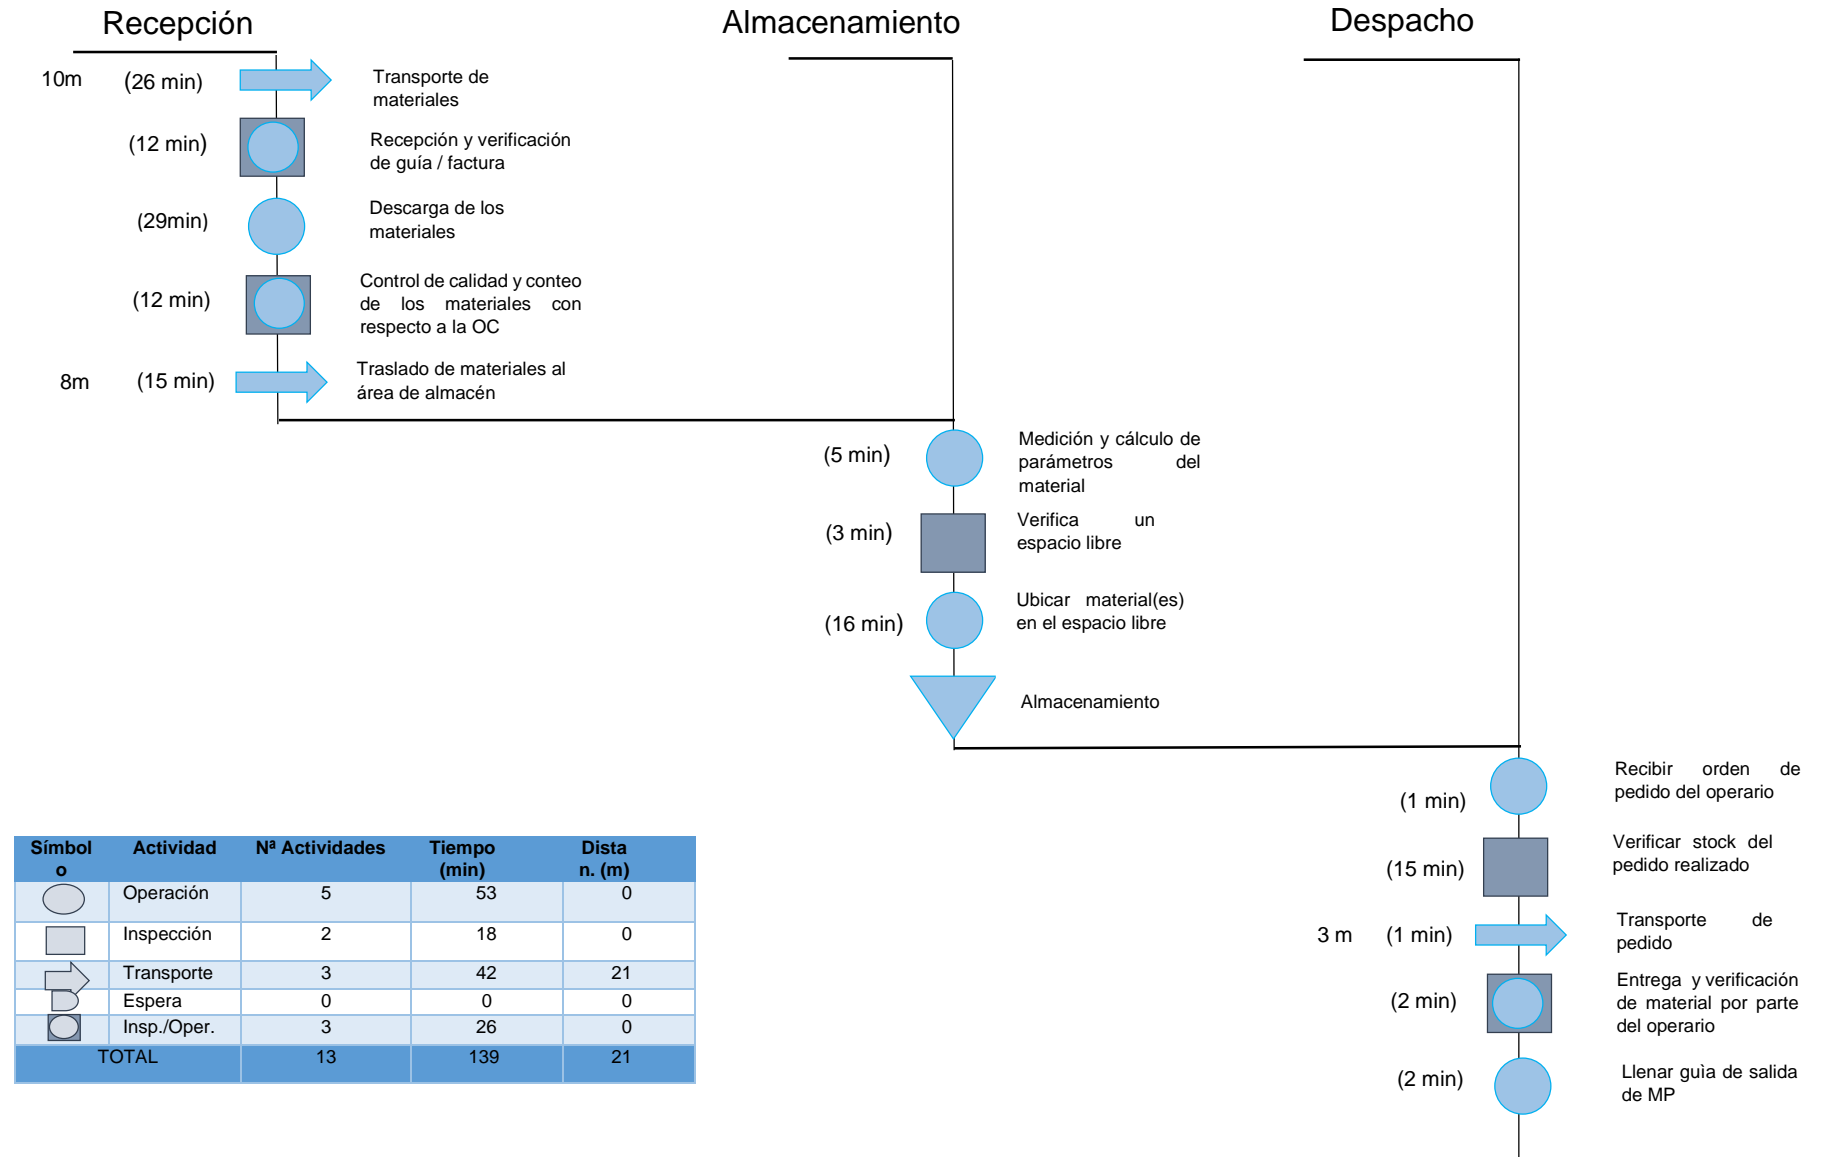 Recepción
Almacenamiento
Despacho
10m (26 min) Transporte de
materiales
(12 min) Recepción y verificación
de guía / factura
(29min) Descarga de los
materiales
(12 min) Control de calidad y conteo
de los materiales con
respecto a la OC
8m (15 min) Traslado de materiales al
área de almacén
(5 min) Medición y cálculo de
parámetros del
material
(3 min) Verifica un
espacio libre
(16 min) Ubicar material(es)
en el espacio libre
Almacenamiento
(1 min) Recibir orden de
pedido del operario
(15 min) Verificar stock del
pedido realizado
3 m (1 min) Transporte de
pedido
(2 min) Entrega y verificación
de material por parte
del operario
(2 min) Llenar guìa de salida
de MP
Símbol Actividad Nª Actividades Tiempo Dista
o (min) n. (m)
Operación 5 53 0
Inspección 2 18 0
Transporte 3 42 21
Espera 0 0 0
Insp./Oper. 3 26 0
TOTAL 13 139 21